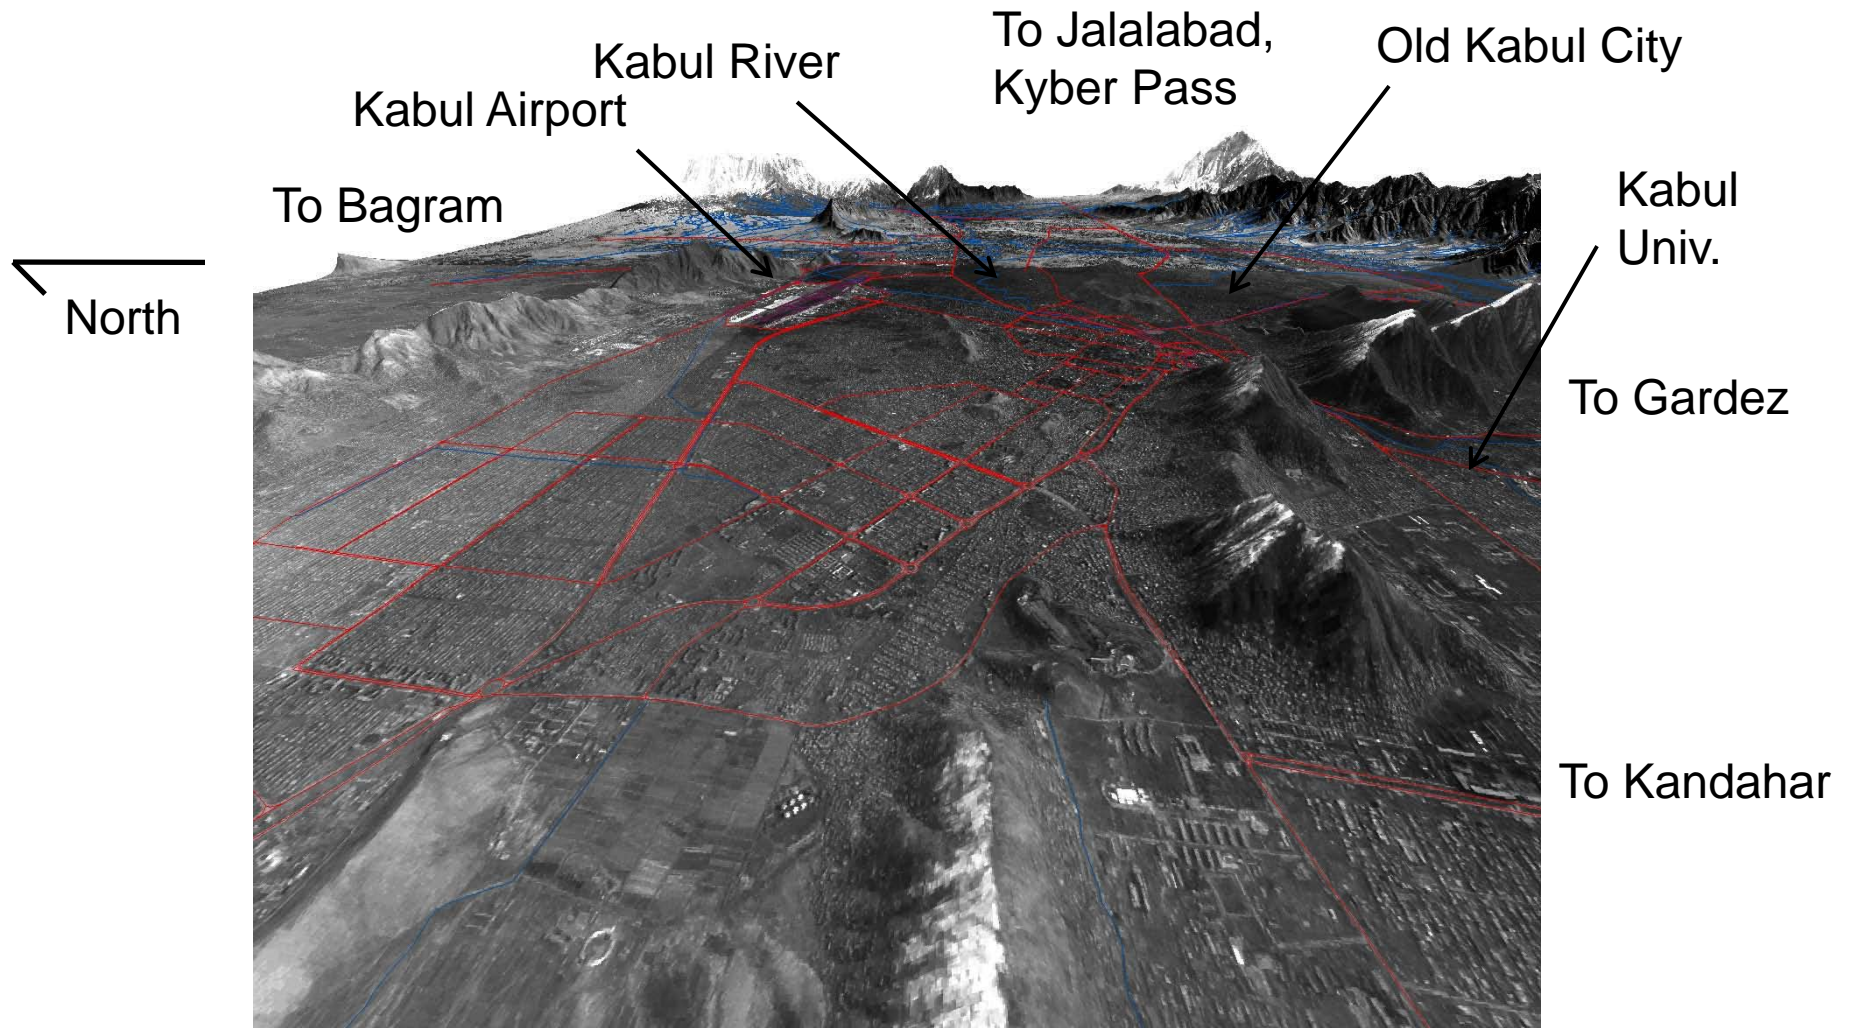 To Jalalabad,
Kyber Pass
Old Kabul City
Kabul River
Kabul Airport
To Bagram
Kabul
Univ.
North
To Gardez
To Kandahar